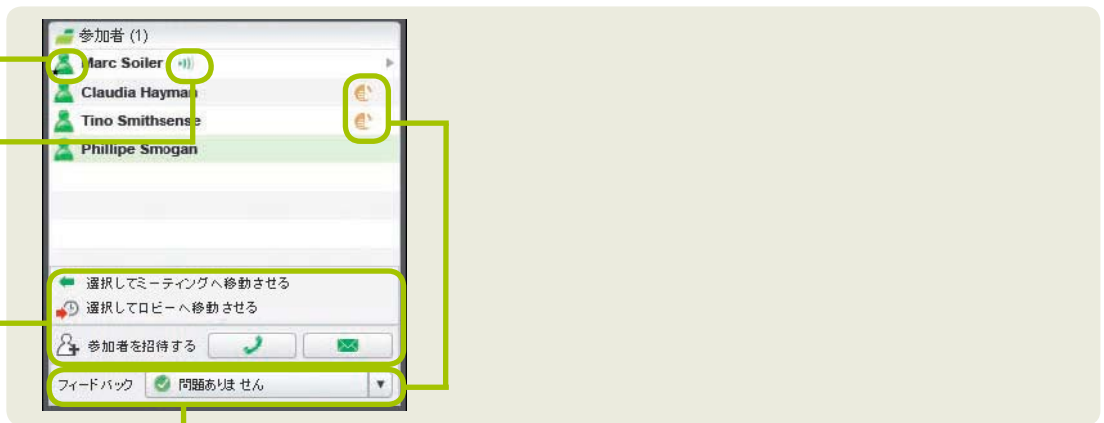 参加者 (1)
Marc Soiler
Claudia Hayman
Tino Smithsense
Phillipe Smogan
選択してミーティングへ移動させる
選択してロビーへ移動させる
参加者を招待する
フィードバック 問題ありません